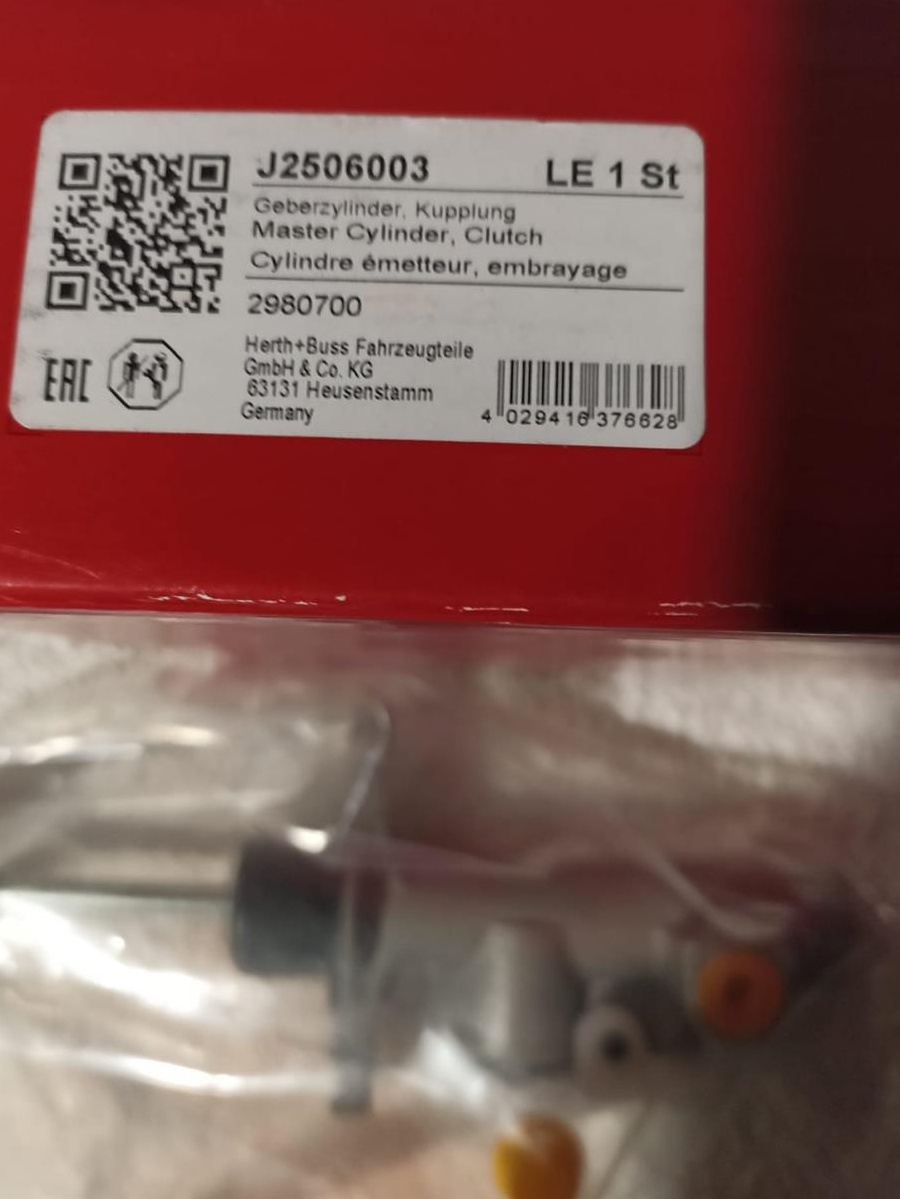 J2506003 LE 1 St
Geberzylinder, Kupplung
Master Cylinder, Clutch
Cylindre émetteur, embrayage
2980700
Herth+Buss Fahrzeugteile
GmbH & Co. KG
63131 Heusenstamm
Germany
EAC
4 029416 376628